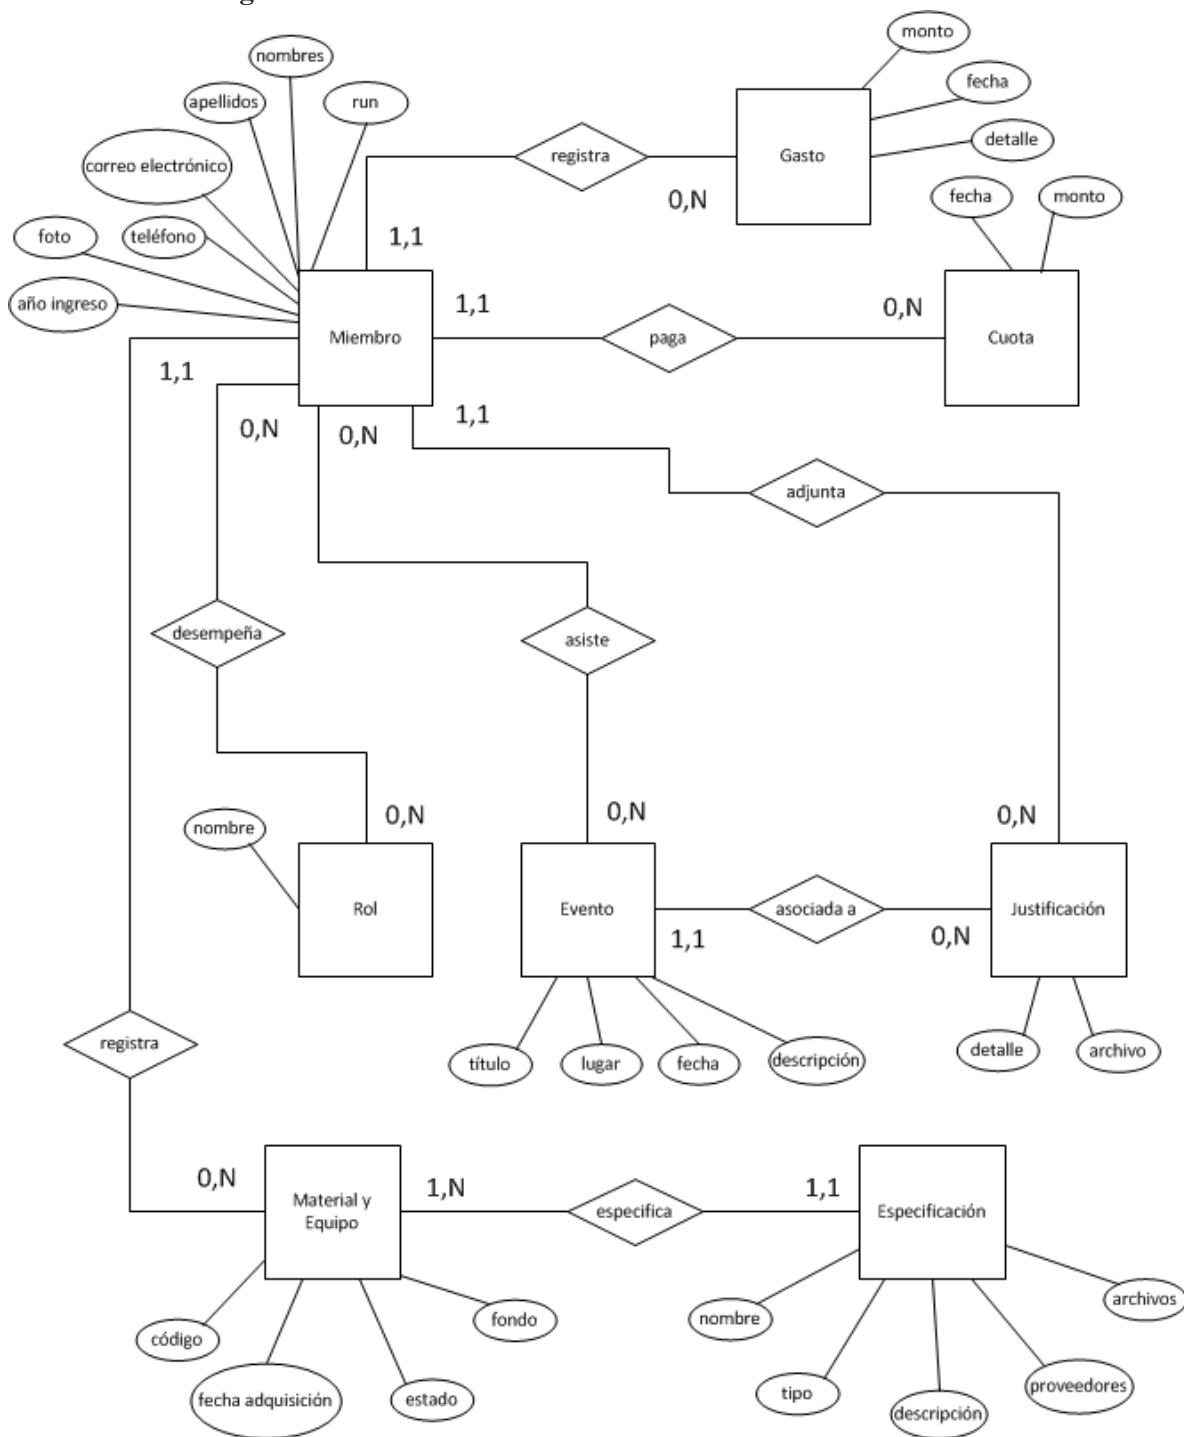 monto
nombres
fecha
apellidos
run
detalle
registra
Gasto
correo electrónico
0,N
fecha
monto
foto
teléfono
1,1
año ingreso
1,1
0,N
Miembro
paga
Cuota
1,1
0,N
0,N
1,1
adjunta
desempeña
asiste
0,N
0,N
0,N
nombre
Rol
Evento
asociada a
Justificación
1,1
0,N
registra
título
lugar
fecha
descripción
detalle
archivo
0,N
1,N
1,1
Material y
Equipo
especifica
Especificación
código
fondo
nombre
archivos
fecha adquisición
estado
tipo
descripción
proveedores